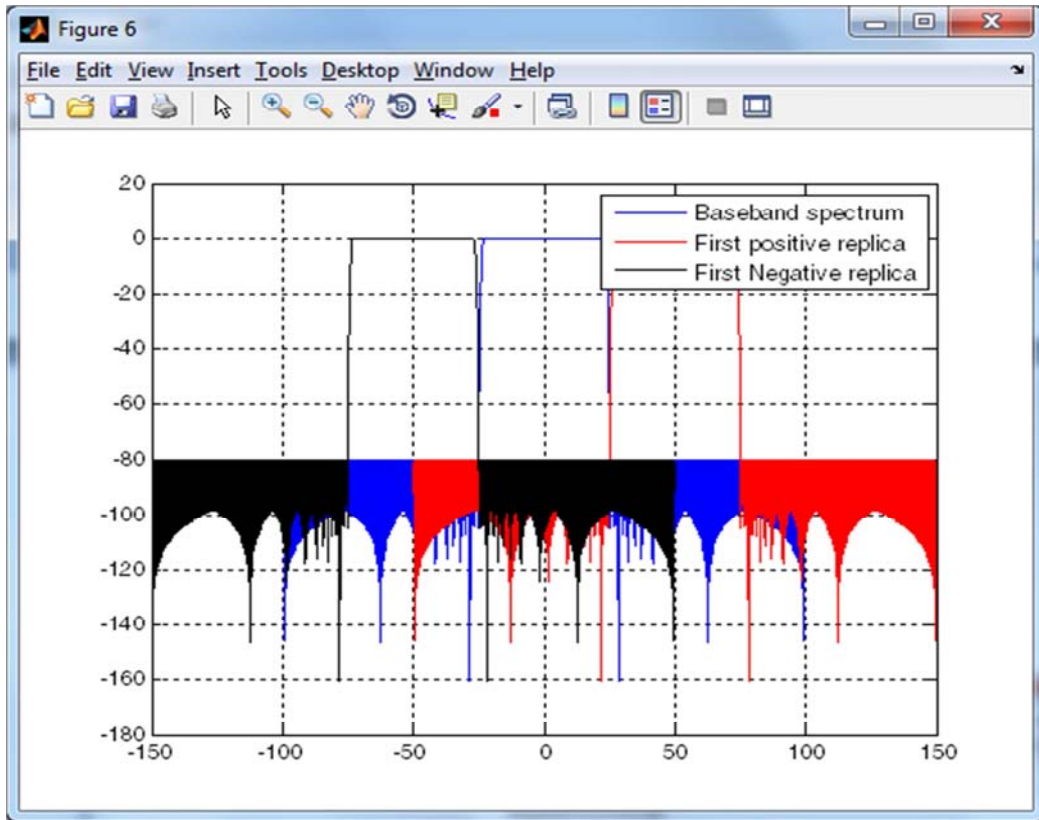 Figure 6
File Edit View Insert Tools Desktop Window Help
20
0
-20
-40
-60
-80
-100
-120
-140
-160
-180
-150 -100 -50 0 50 100 150
Baseband spectrum
First positive replica
First Negative replica